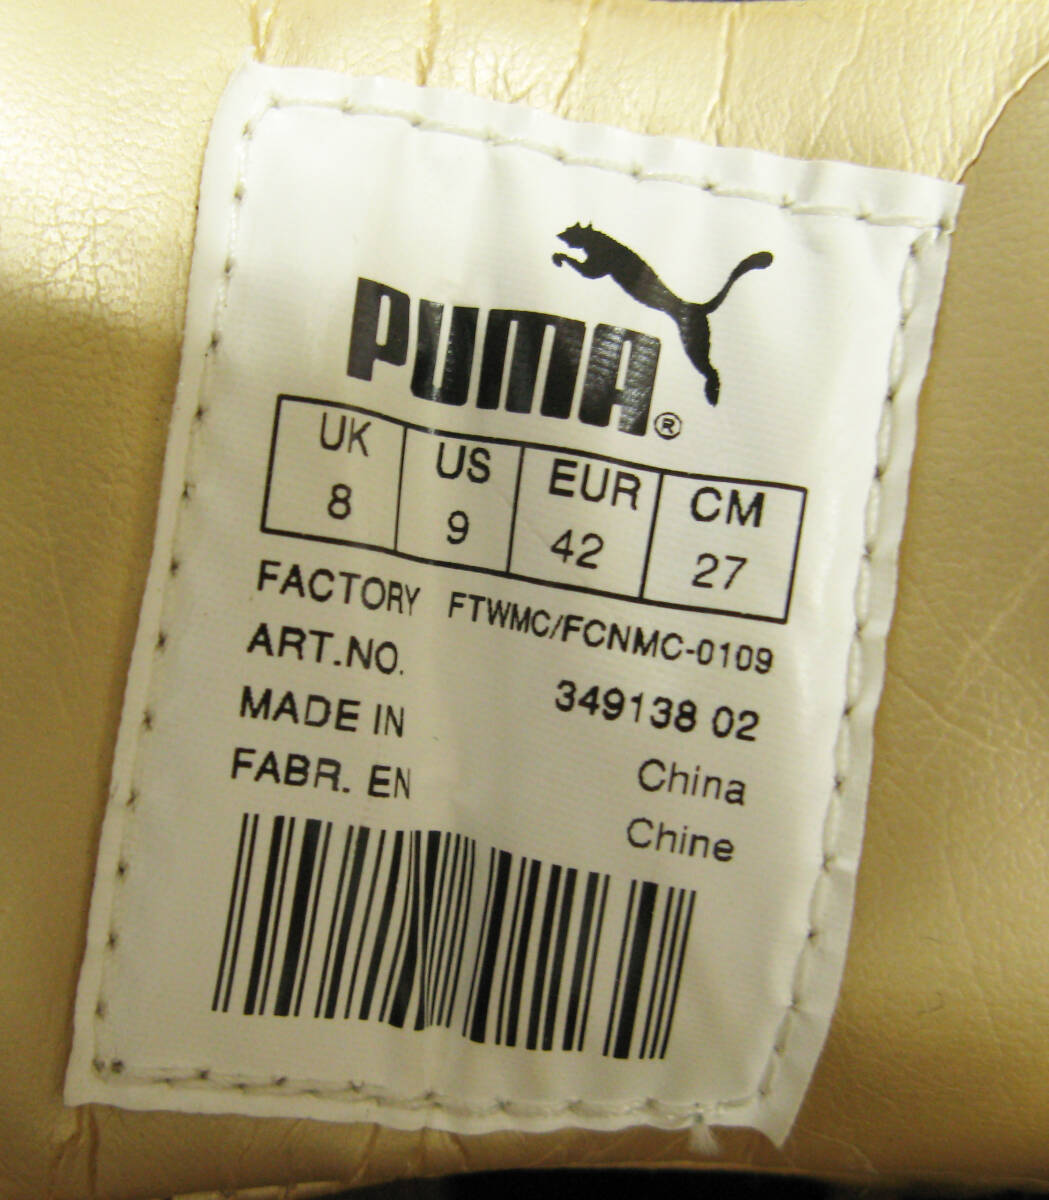 PUMA®
UK US EUR CM
8 9 42 27
FACTORY FTWMC/FCNMC-0109
ART.NO. 349138 02
MADE IN China
FABR. EN Chine